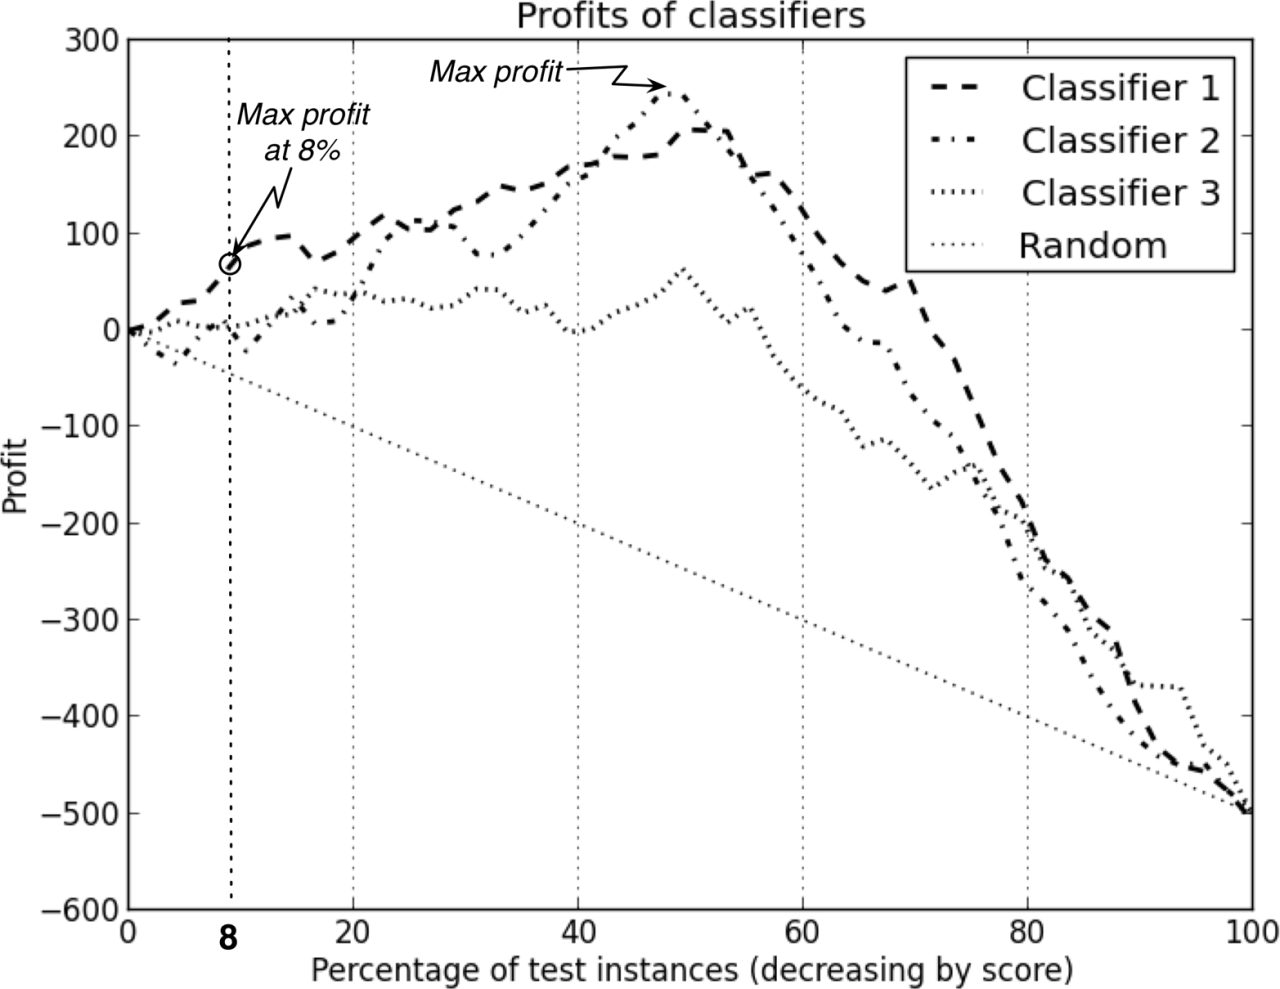 Profits of classifiers
300
200
100
0
−100
−200
−300
−400
−500
−600
Profit
Max profit
at 8%
Max profit
Classifier 1
Classifier 2
Classifier 3
Random
0
8
20
40
60
80
100
Percentage of test instances (decreasing by score)